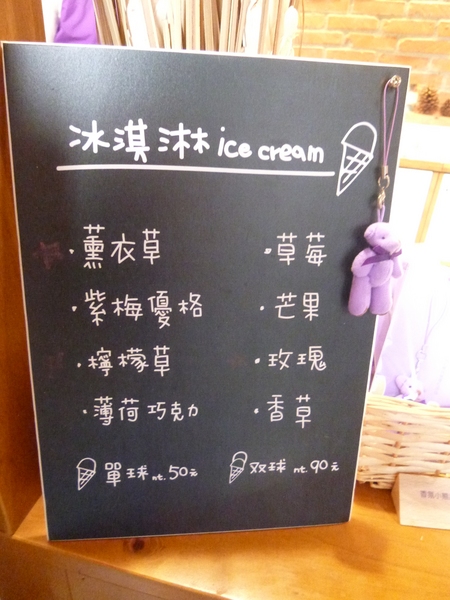 冰淇淋 ice cream
·薰衣草 ·草莓
·紫梅優格 ·芒果
·檸檬草 ·玫瑰
·薄荷巧克力 ·香草
單球 nt. 50元 双球 nt 90元